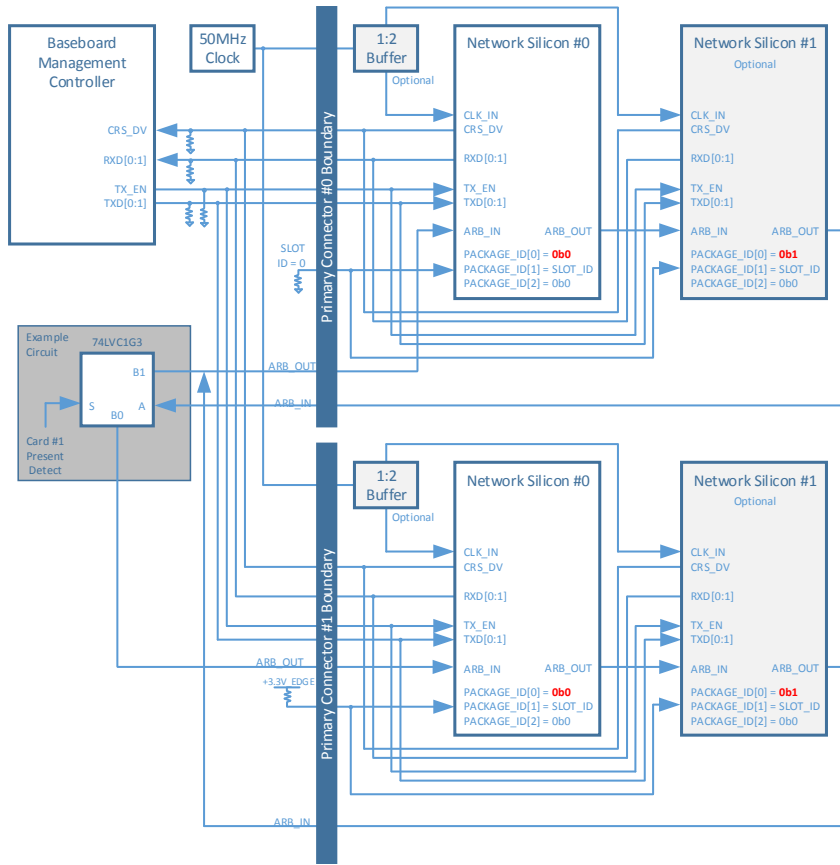 Baseboard
Management
Controller
CRS_DV
RXD[0:1]
TX_EN
TXD[0:1]
50MHz
Clock
Primary Connector #0 Boundary
1:2
Buffer
Optional
Network Silicon #0
CLK_IN
CRS_DV
RXD[0:1]
TX_EN
TXD[0:1]
ARB_IN
ARB_OUT
PACKAGE_ID[0] = 0b0
PACKAGE_ID[1] = SLOT_ID
PACKAGE_ID[2] = 0b0
Network Silicon #1
Optional
CLK_IN
CRS_DV
RXD[0:1]
TX_EN
TXD[0:1]
ARB_IN
ARB_OUT
PACKAGE_ID[0] = 0b1
PACKAGE_ID[1] = SLOT_ID
PACKAGE_ID[2] = 0b0
SLOT
ID = 0
Example
Circuit
74LVC1G3
B1
S
A
B0
Card #1
Present
Detect
ARB_OUT
ARB_IN
Primary Connector #1 Boundary
1:2
Buffer
Optional
Network Silicon #0
CLK_IN
CRS_DV
RXD[0:1]
TX_EN
TXD[0:1]
ARB_IN
ARB_OUT
PACKAGE_ID[0] = 0b0
PACKAGE_ID[1] = SLOT_ID
PACKAGE_ID[2] = 0b0
Network Silicon #1
Optional
CLK_IN
CRS_DV
RXD[0:1]
TX_EN
TXD[0:1]
ARB_IN
ARB_OUT
PACKAGE_ID[0] = 0b1
PACKAGE_ID[1] = SLOT_ID
PACKAGE_ID[2] = 0b0
ARB_OUT
+3.3V_EDGE
ARB_IN